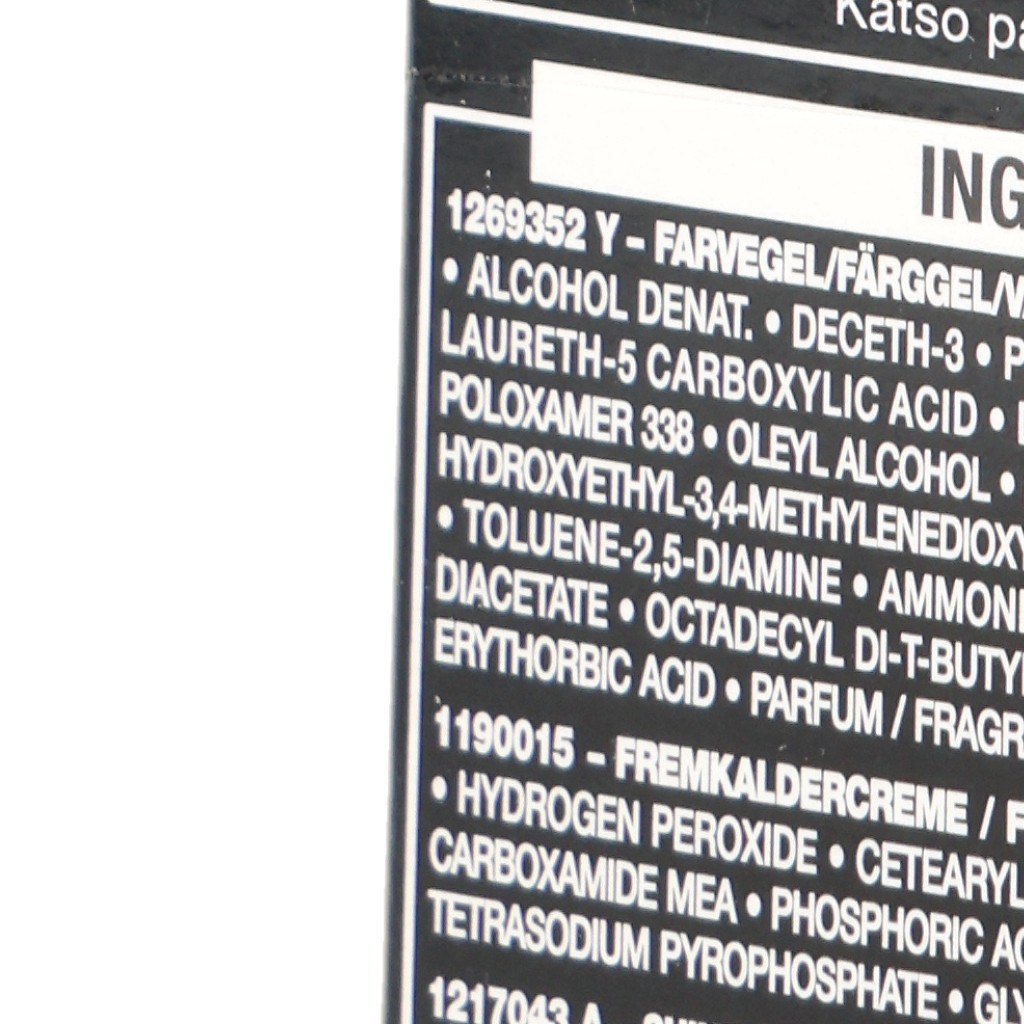 Katso
1269352 Y – FARVEGEL/FÄRGGEL/
• ALCOHOL DENAT. • DECETH-3 •
LAURETH-5 CARBOXYLIC ACID •
POLOXAMER 338 • OLEYL ALCOHOL •
HYDROXYETHYL-3,4-METHYLENEDIOXY
• TOLUENE-2,5-DIAMINE •
DIACETATE • OCTADECYL DI-T-BUTY
ERYTHORBIC ACID • PARFUM / FRAGR
1190015 – FREMKALDERCREME /
• HYDROGEN PEROXIDE • CETEARYL
CARBOXAMIDE MEA • PHOSPHORIC
TETRASODIUM PYROPHOSPHATE •
1217043 A –